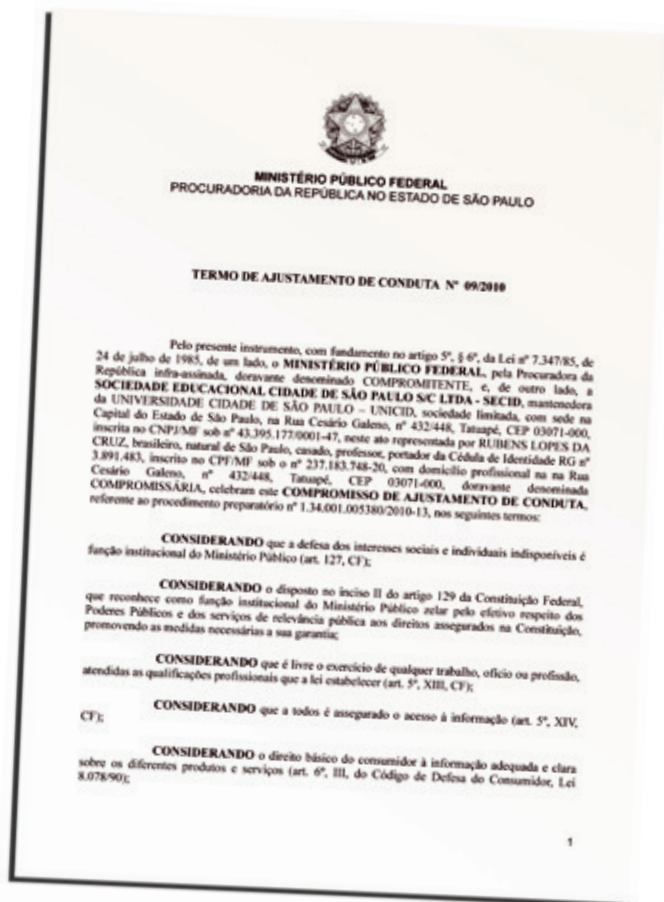 MINISTÉRIO PÚBLICO FEDERAL
PROCURADORIA DA REPÚBLICA NO ESTADO DE SÃO PAULO
TERMO DE AJUSTAMENTO DE CONDUTA Nº 09/2010
Pelo presente instrumento, com fundamento no artigo 5º, § 6º, da Lei nº 7.347/85, de
24 de julho de 1985, de um lado, o MINISTÉRIO PÚBLICO FEDERAL, pela Procuradora da
República infra-assinada, doravante denominado COMPROMITENTE, e, de outro lado, a
SOCIEDADE EDUCACIONAL CIDADE DE SÃO PAULO S/C LTDA - SECID, mantenedora
da UNIVERSIDADE CIDADE DE SÃO PAULO – UNICID, sociedade limitada, com sede na
Capital do Estado de São Paulo, na Rua Cesário Galeno, nº 432/448, Tatuapé, CEP 03071-000,
inscrita no CNPJ/MF sob nº 43.395.177/0001-47, neste ato representada por RUBENS LOPES DA
CRUZ, brasileiro, natural de São Paulo, casado, professor, portador da Cédula de Identidade RG nº
3.891.483, inscrito no CPF/MF sob o nº 237.183.748-20, com domicílio profissional na na Rua
Cesário Galeno, nº 432/448, Tatuapé, CEP 03071-000, doravante denominada
COMPROMISSÁRIA, celebram este COMPROMISSO DE AJUSTAMENTO DE CONDUTA,
referente ao procedimento preparatório nº 1.34.001.005380/2010-13, nos seguintes termos:
CONSIDERANDO que a defesa dos interesses sociais e individuais indisponíveis é
função institucional do Ministério Público (art. 127, CF);
CONSIDERANDO o disposto no inciso II do artigo 129 da Constituição Federal,
que reconhece como função institucional do Ministério Público zelar pelo efetivo respeito dos
Poderes Públicos e dos serviços de relevância pública aos direitos assegurados na Constituição,
promovendo as medidas necessárias a sua garantia;
CONSIDERANDO que é livre o exercício de qualquer trabalho, ofício ou profissão,
atendidas as qualificações profissionais que a lei estabelecer (art. 5º, XIII, CF);
CONSIDERANDO que a todos é assegurado o acesso à informação (art. 5º, XIV,
CF);
CONSIDERANDO o direito básico do consumidor à informação adequada e clara
sobre os diferentes produtos e serviços (art. 6º, III, do Código de Defesa do Consumidor, Lei
8.078/90);
1